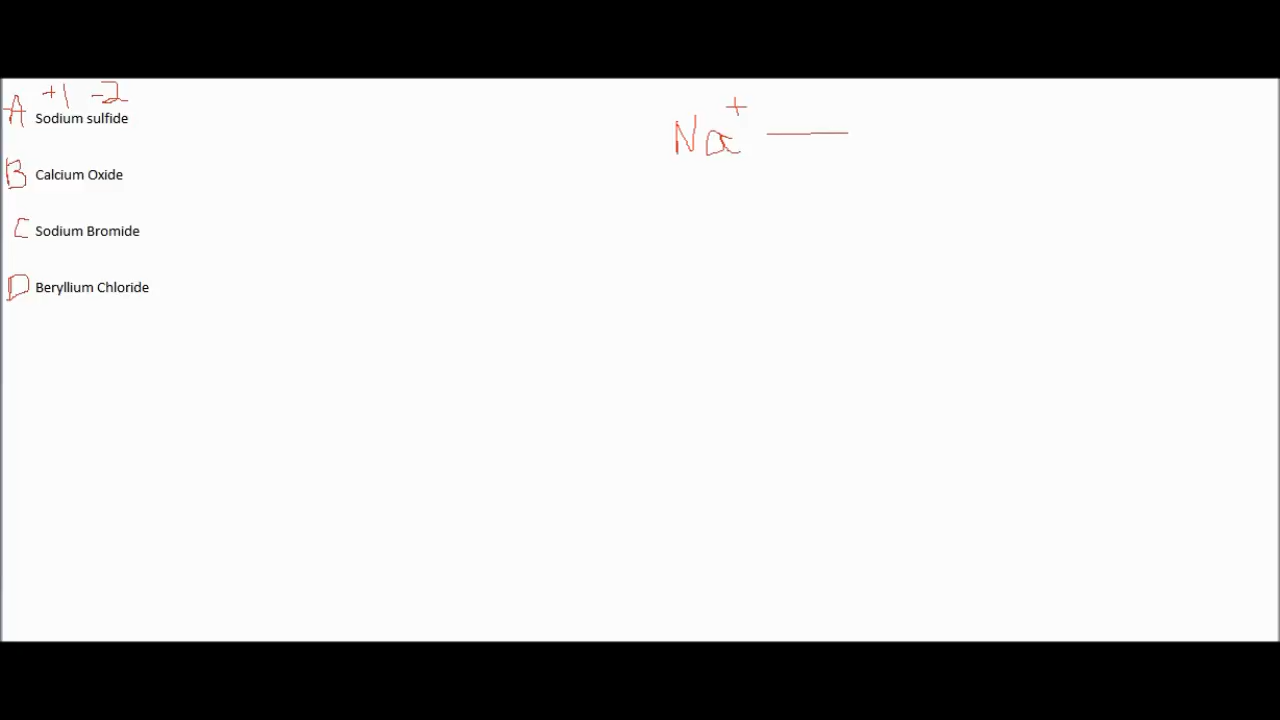 +1 -2
A Sodium sulfide
Na+ —
B Calcium Oxide
C Sodium Bromide
D Beryllium Chloride